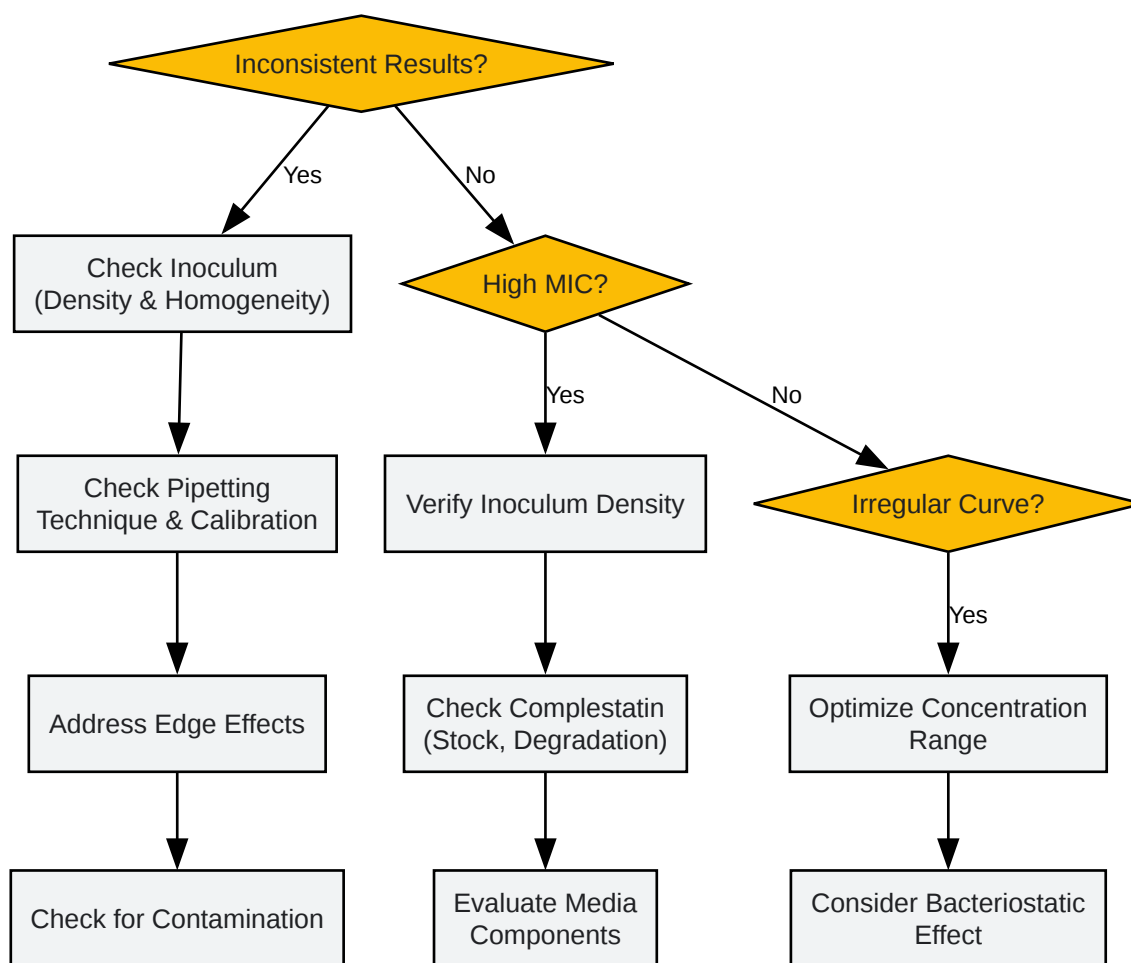 Inconsistent Results?
Yes
No
Check Inoculum
(Density & Homogeneity)
High MIC?
Yes
No
Check Pipetting
Technique & Calibration
Verify Inoculum Density
Irregular Curve?
Yes
Address Edge Effects
Check Complestatin
(Stock, Degradation)
Optimize Concentration
Range
Check for Contamination
Evaluate Media
Components
Consider Bacteriostatic
Effect